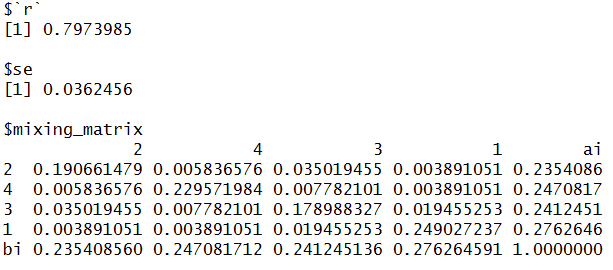 $`r`
[1] 0.7973985
$se
[1] 0.0362456
$mixing_matrix
2 4 3 1 ai
2 0.190661479 0.005836576 0.035019455 0.003891051 0.2354086
4 0.005836576 0.229571984 0.007782101 0.003891051 0.2470817
3 0.035019455 0.007782101 0.178988327 0.019455253 0.2412451
1 0.003891051 0.003891051 0.019455253 0.249027237 0.2762646
bi 0.235408560 0.247081712 0.241245136 0.276264591 1.0000000